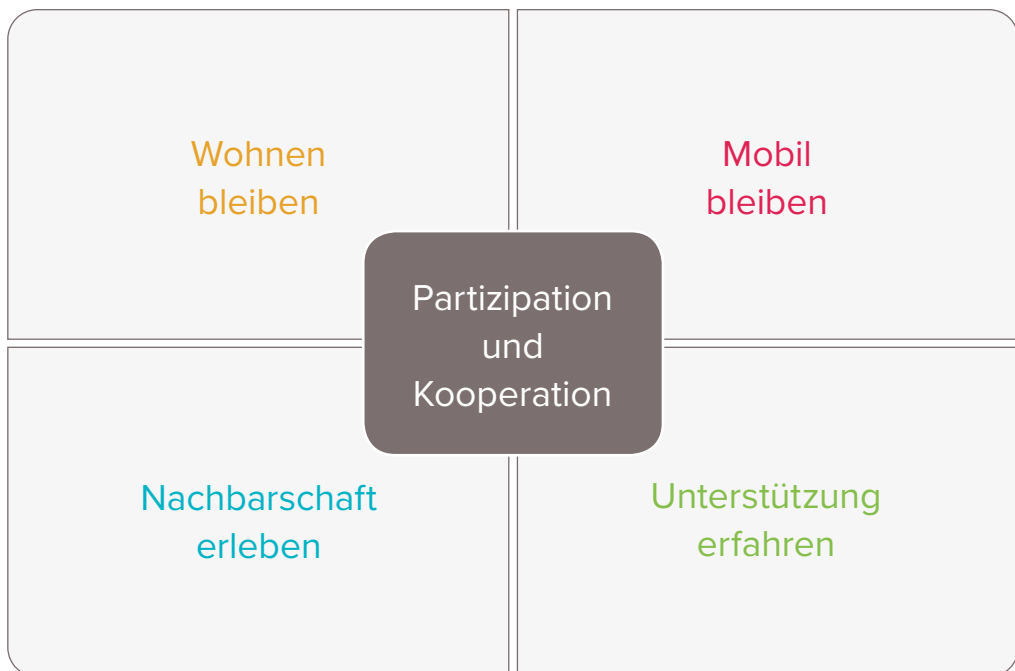 Wohnen
bleiben
Mobil
bleiben
Partizipation
und
Kooperation
Nachbarschaft
erleben
Unterstützung
erfahren